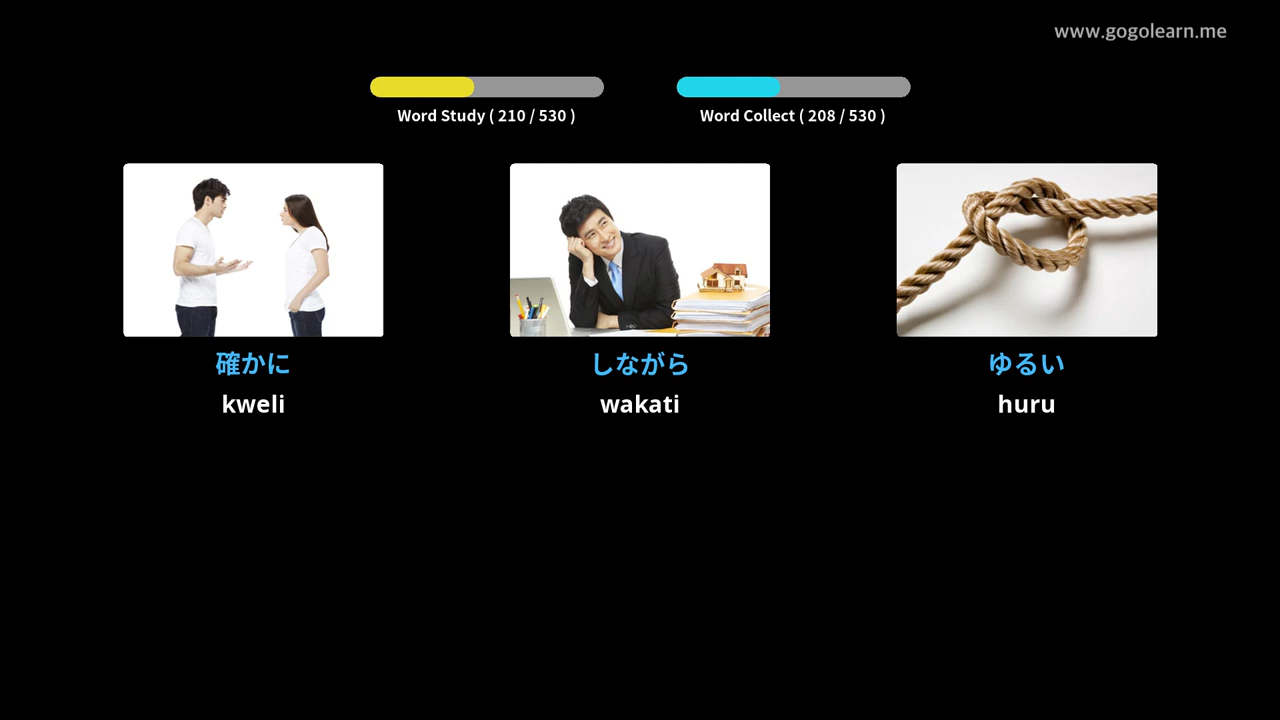 www.gogolearn.me
Word Study ( 210 / 530 )
Word Collect ( 208 / 530 )
確かに
kweli
しながら
wakati
ゆるい
huru